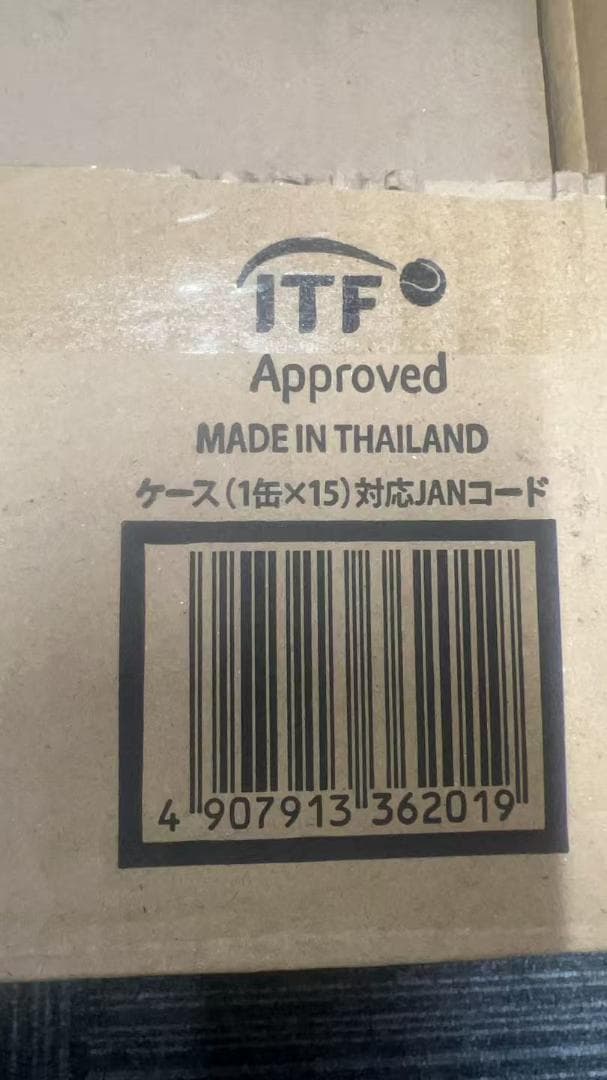 ITF
Approved
MADE IN THAILAND
ケース(1缶×15)対応JANコード
4 907913 362019